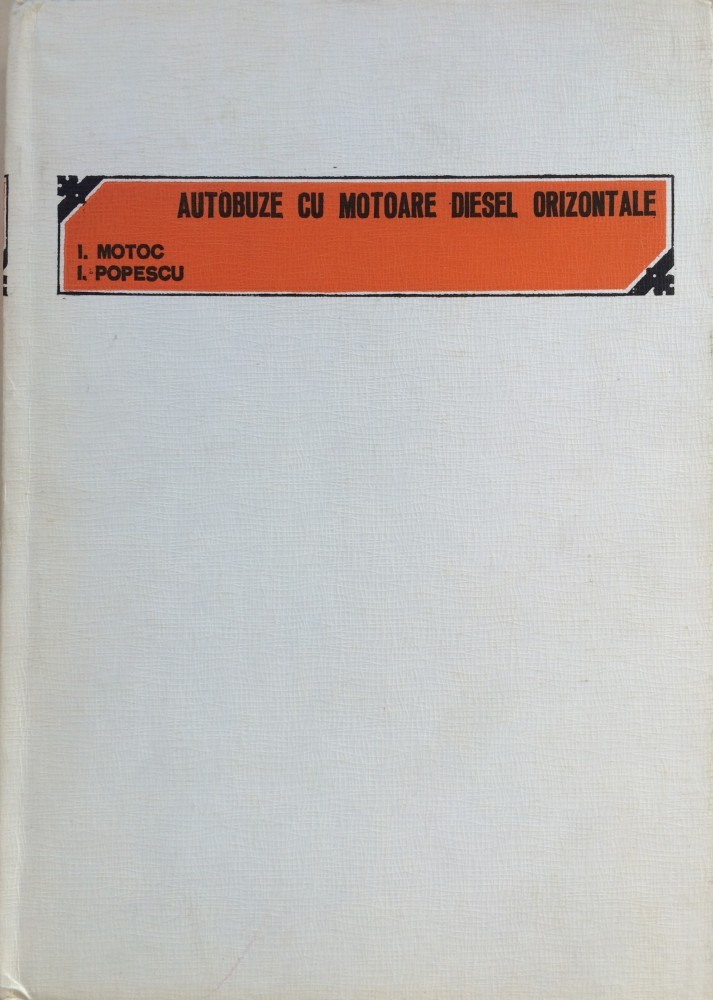 AUTOBUZE CU MOTOARE DIESEL ORIZONTALE
I. MOTOC
I. POPESCU